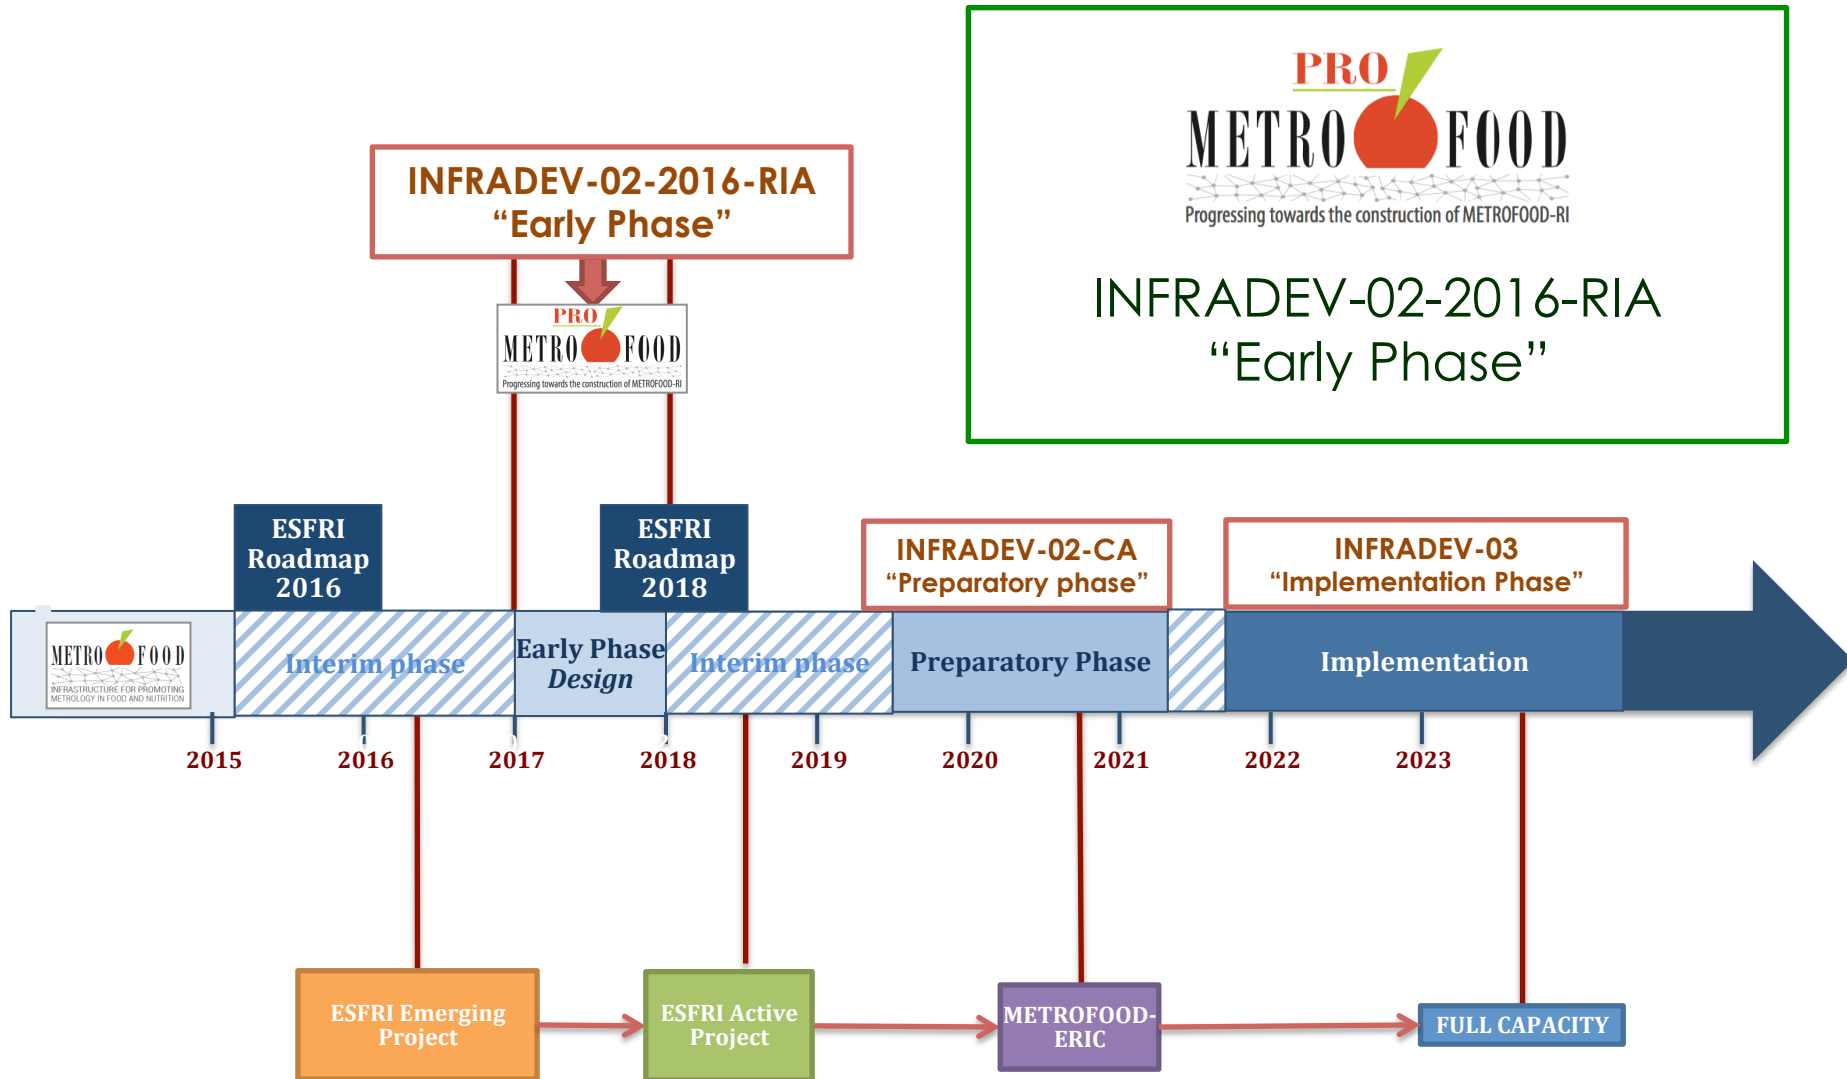 PRO
METRO FOOD
Progressing towards the construction of METROFOOD-RI
INFRADEV-02-2016-RIA
“Early Phase”
INFRADEV-02-2016-RIA
“Early Phase”
PRO
METRO FOOD
Progressing towards the construction of METROFOOD-RI
ESFRI
Roadmap
2016
ESFRI
Roadmap
2018
INFRADEV-02-CA
“Preparatory phase”
INFRADEV-03
“Implementation Phase”
METRO FOOD
INFRASTRUCTURE FOR PROMOTING
METROLOGY IN FOOD AND NUTRITION
Interim phase
Early Phase
Design
Interim phase
Preparatory Phase
Implementation
2015
2016
2017
2018
2019
2020
2021
2022
2023
ESFRI Emerging
Project
ESFRI Active
Project
METROFOOD-
ERIC
FULL CAPACITY